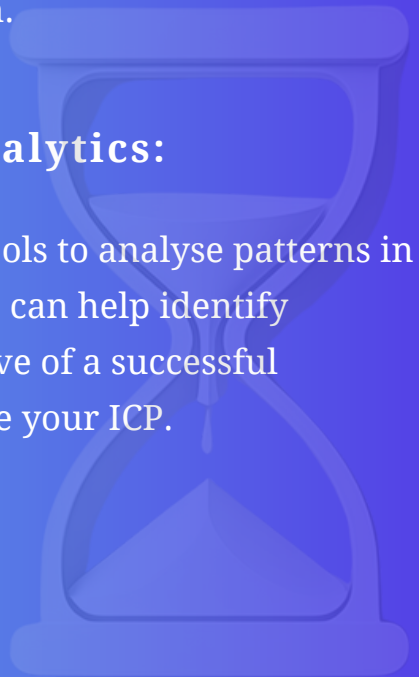 alytics:
ols to analyse patterns in
can help identify
ve of a successful
e your ICP.